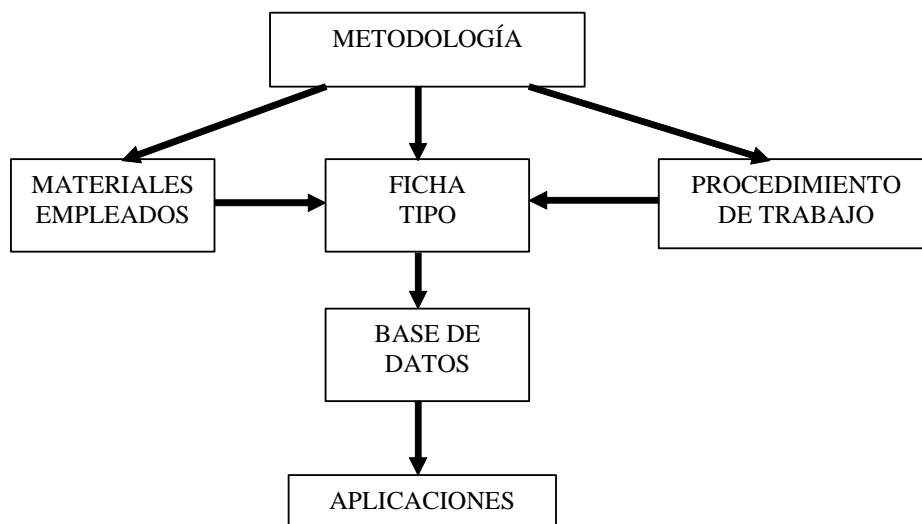 METODOLOGÍA
MATERIALES
EMPLEADOS
FICHA
TIPO
PROCEDIMIENTO
DE TRABAJO
BASE DE
DATOS
APLICACIONES